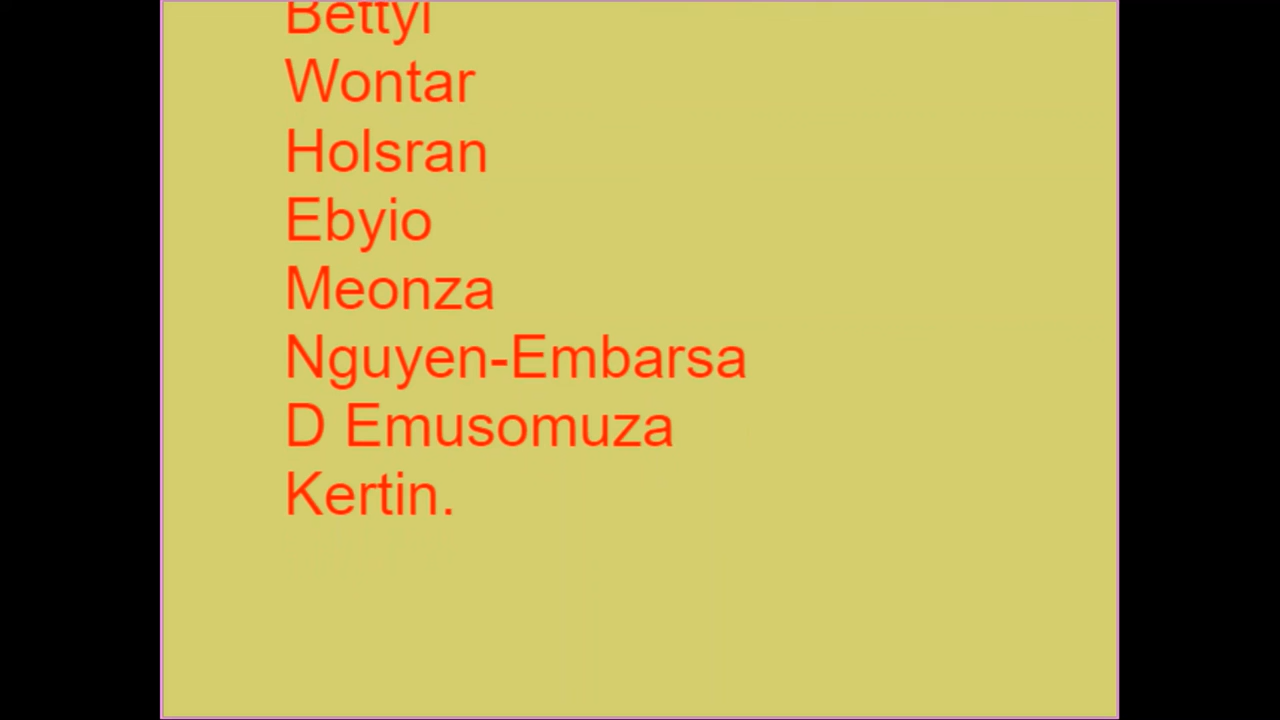 Bettyl
Wontar
Holsran
Ebyio
Meonza
Nguyen-Embarsa
D Emusomuza
Kertin.